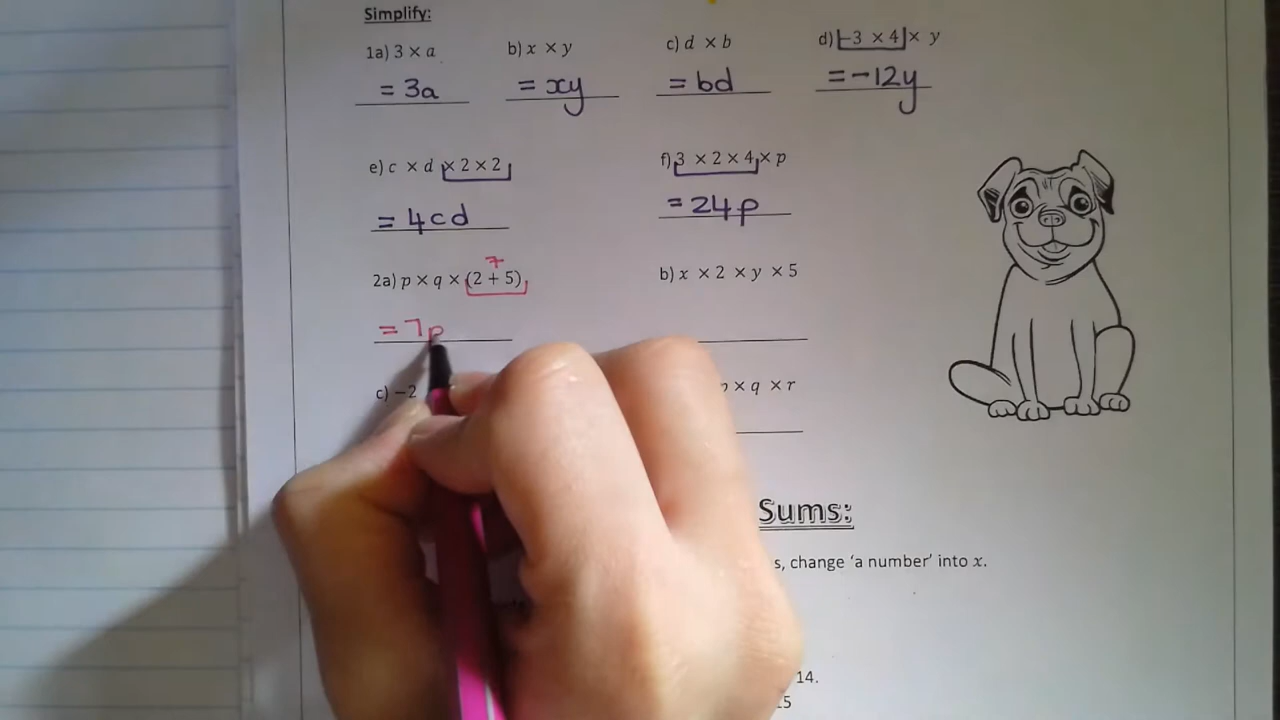 Simplify:
1a) 3 × a b) x × y c) d × b d) −3 × 4 × y
= 3a = xy = bd = −12y
e) c × d × 2 × 2 f) 3 × 2 × 4 × p
= 4cd = 24p
7
2a) p × q × (2 + 5) b) x × 2 × y × 5
= 7p
c) −2 × q × r
Sums:
change ‘a number’ into x.
14.